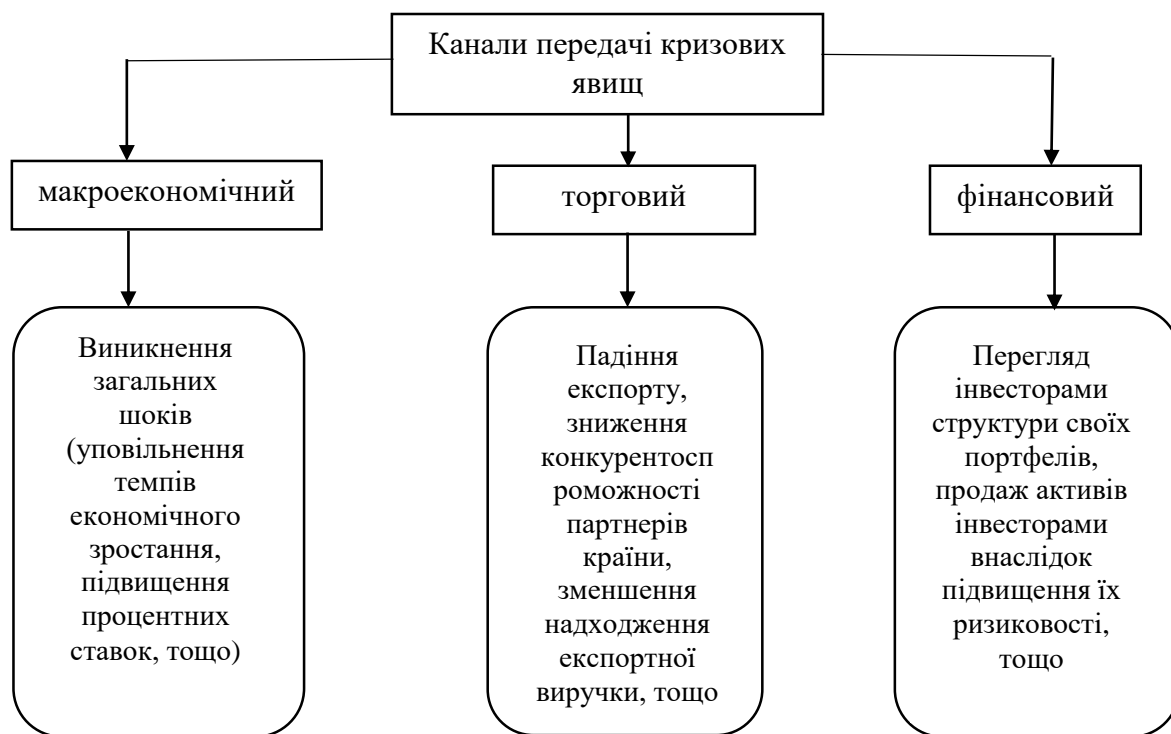 Канали передачі кризових
явищ
макроекономічний
торговий
фінансовий
Виникнення
загальних
шоків
(уповільнення
темпів
економічного
зростання,
підвищення
процентних
ставок, тощо)
Падіння
експорту,
зниження
конкурентосп
роможності
партнерів
країни,
зменшення
надходження
експортної
виручки, тощо
Перегляд
інвесторами
структури своїх
портфелів,
продаж активів
інвесторами
внаслідок
підвищення їх
ризиковості,
тощо